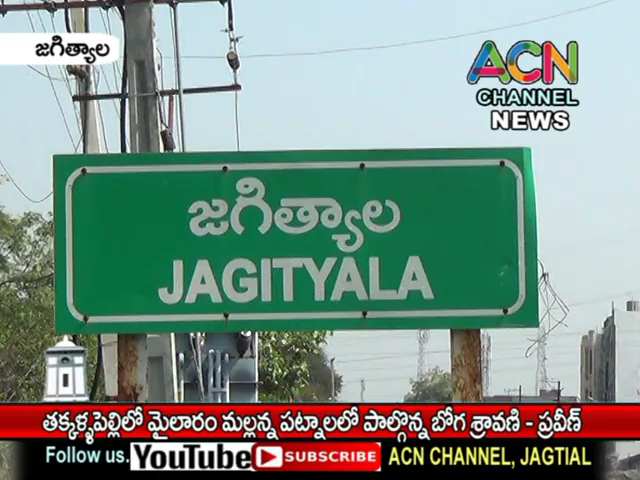 జగిత్యాల
ACN
CHANNEL
NEWS
జగిత్యాల
JAGITYALA
తక్కళ్ళపెల్లిలో మైలారం మల్లన్న పట్నాలలో పాల్గొన్న బోగ శ్రావణి - ప్రవీణ్
Follow us. YouTube SUBSCRIBE ACN CHANNEL, JAGTIAL